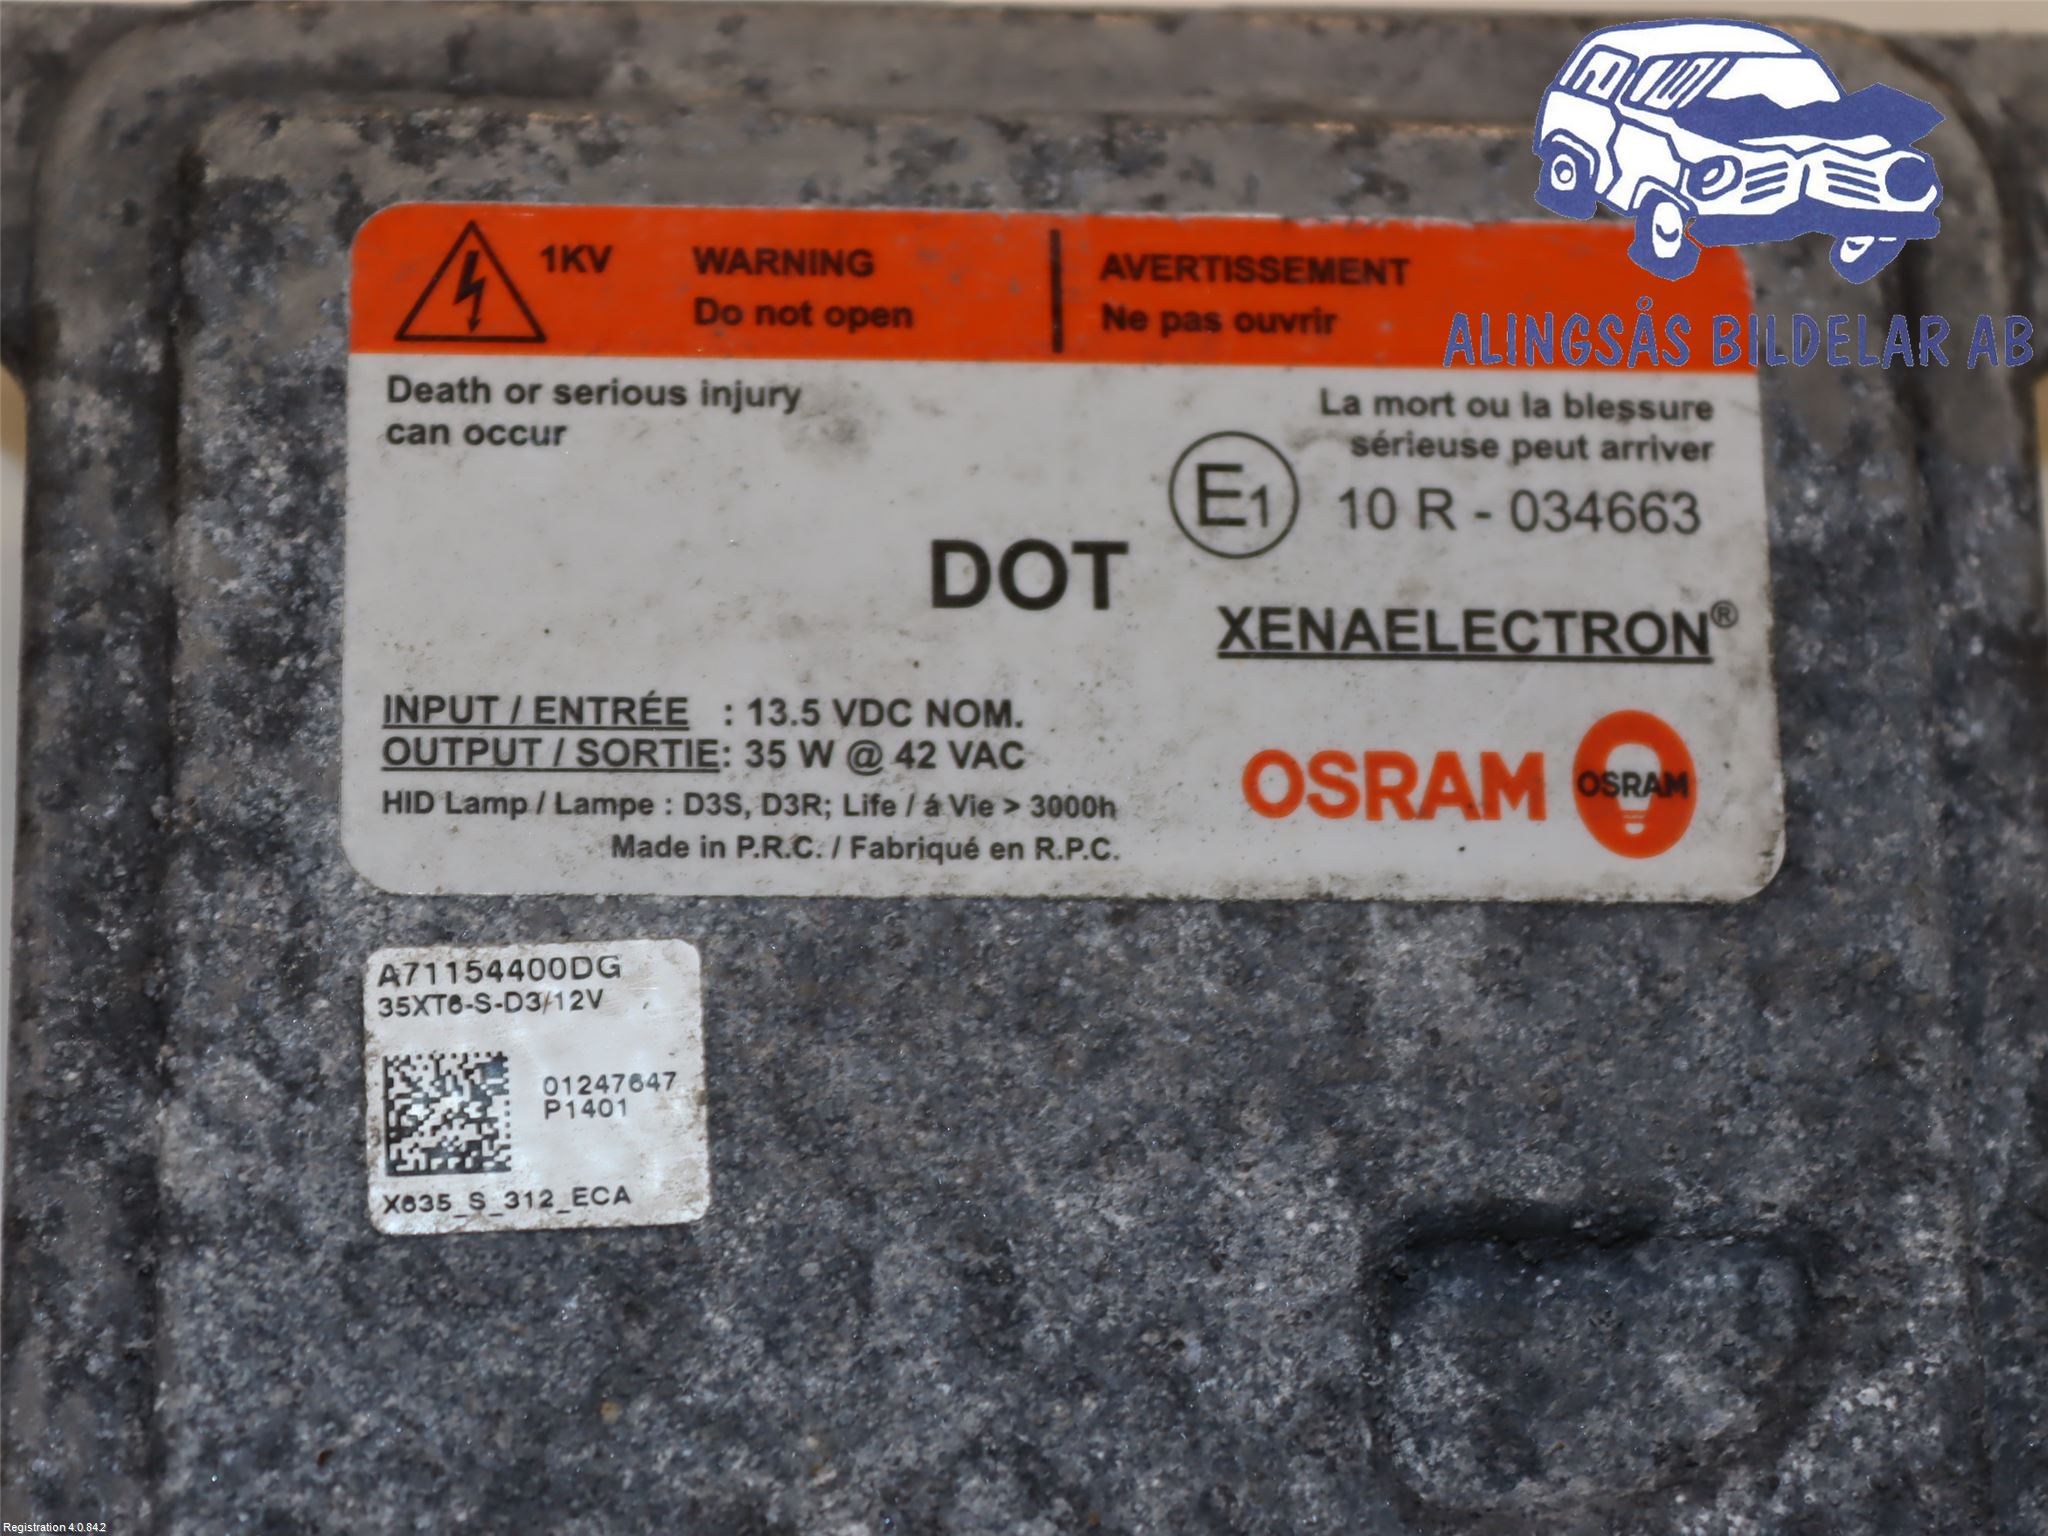 ALINGSÅS BILDELAR AB
1KV
WARNING
Do not open
AVERTISSEMENT
Ne pas ouvrir
Death or serious injury
can occur
La mort ou la blessure
sérieuse peut arriver
E1 10 R - 034663
DOT
XENAELECTRON®
INPUT / ENTRÉE : 13.5 VDC NOM.
OUTPUT / SORTIE: 35 W @ 42 VAC
HID Lamp / Lampe : D3S, D3R; Life / á Vie > 3000h
Made in P.R.C. / Fabriqué en R.P.C.
OSRAM
OSRAM
A71154400DG
35XT6-S-D3/12V
01247647
P1401
X635_S_312_ECA
Registration 4.0.84.2